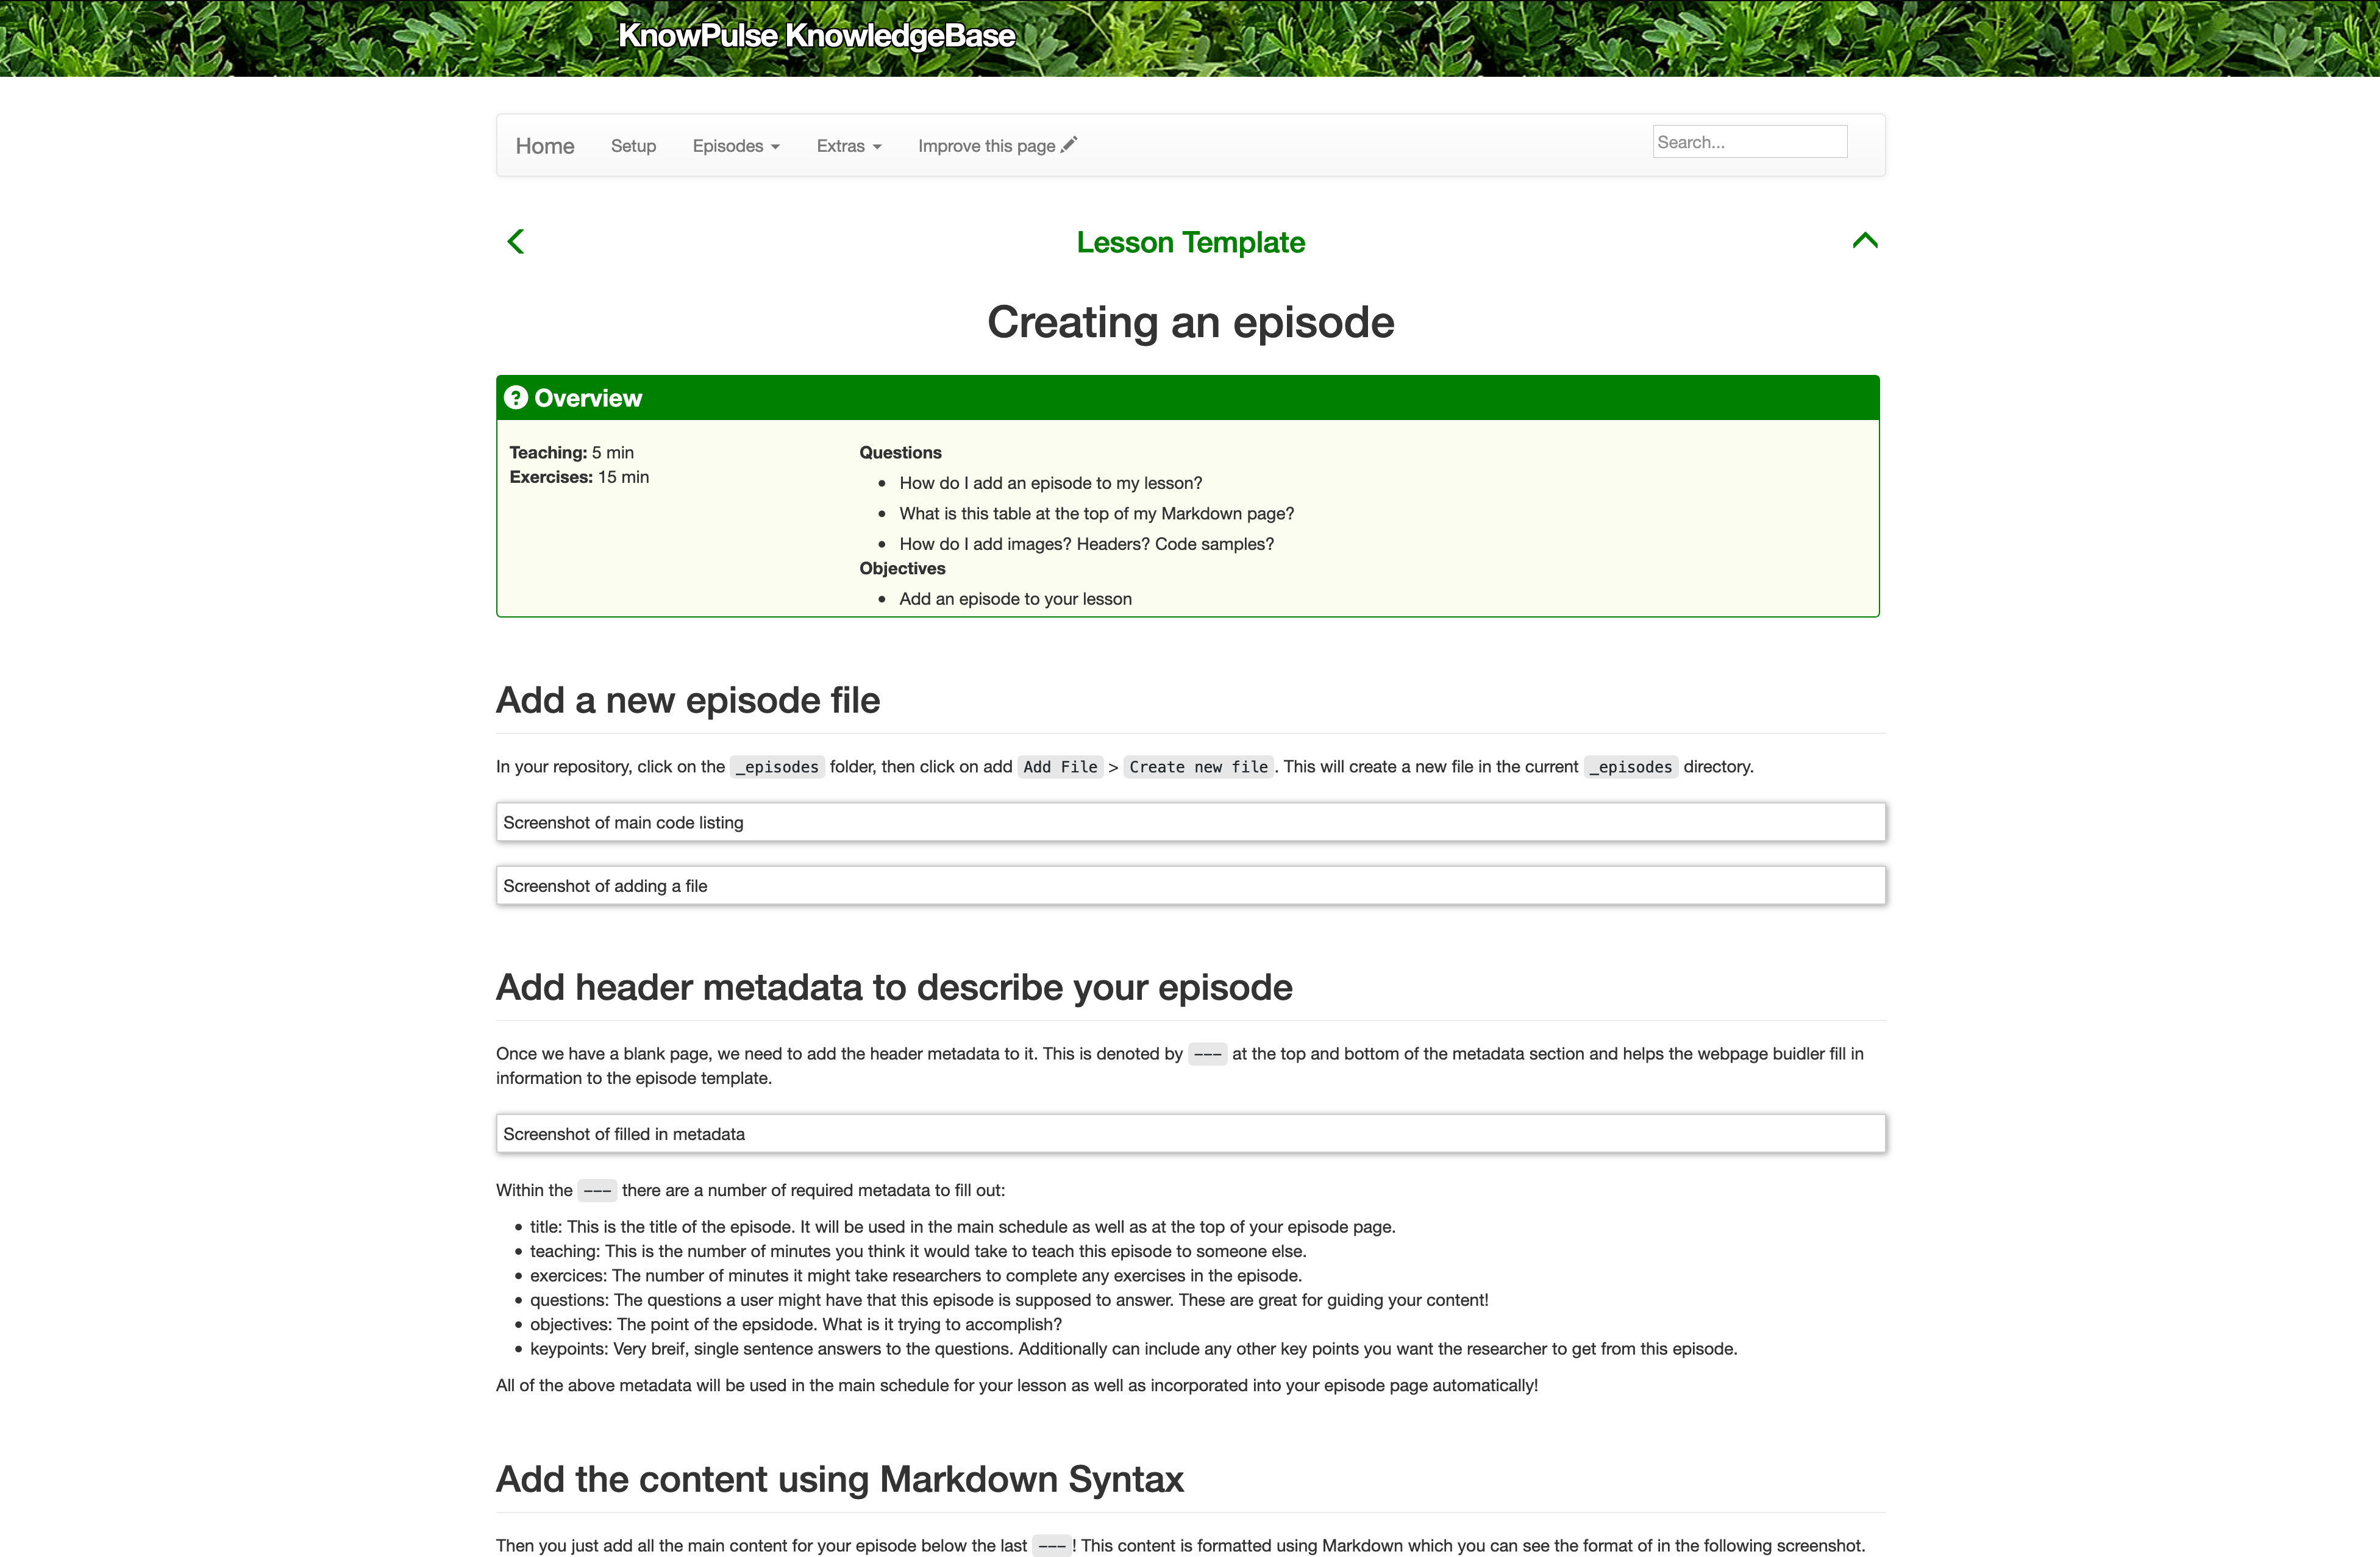 KnowPulse KnowledgeBase
Home Setup Episodes Extras Improve this page Search...
Lesson Template
Creating an episode
Overview
Teaching: 5 min
Exercises: 15 min
Questions
How do I add an episode to my lesson?
What is this table at the top of my Markdown page?
How do I add images? Headers? Code samples?
Objectives
Add an episode to your lesson
Add a new episode file
In your repository, click on the _episodes folder, then click on add Add File > Create new file. This will create a new file in the current _episodes directory.
Screenshot of main code listing
Screenshot of adding a file
Add header metadata to describe your episode
Once we have a blank page, we need to add the header metadata to it. This is denoted by --- at the top and bottom of the metadata section and helps the webpage buidler fill in
information to the episode template.
Screenshot of filled in metadata
Within the --- there are a number of required metadata to fill out:
title: This is the title of the episode. It will be used in the main schedule as well as at the top of your episode page.
teaching: This is the number of minutes you think it would take to teach this episode to someone else.
exercices: The number of minutes it might take researchers to complete any exercises in the episode.
questions: The questions a user might have that this episode is supposed to answer. These are great for guiding your content!
objectives: The point of the epsidode. What is it trying to accomplish?
keypoints: Very breif, single sentence answers to the questions. Additionally can include any other key points you want the researcher to get from this episode.
All of the above metadata will be used in the main schedule for your lesson as well as incorporated into your episode page automatically!
Add the content using Markdown Syntax
Then you just add all the main content for your episode below the last ---! This content is formatted using Markdown which you can see the format of in the following screenshot.